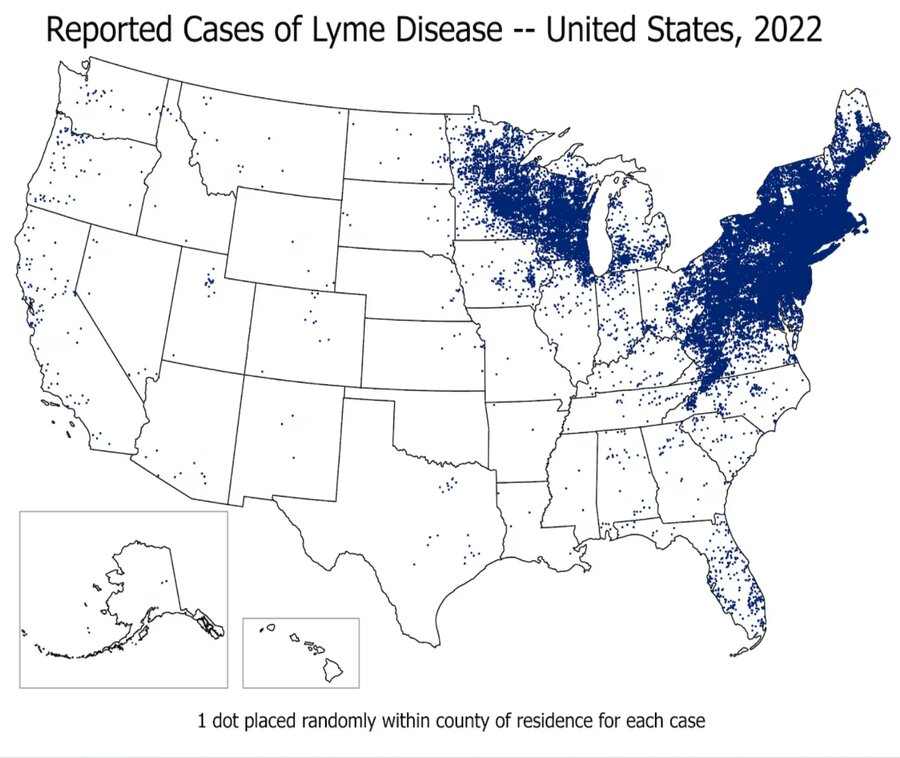 Reported Cases of Lyme Disease -- United States, 2022
1 dot placed randomly within county of residence for each case